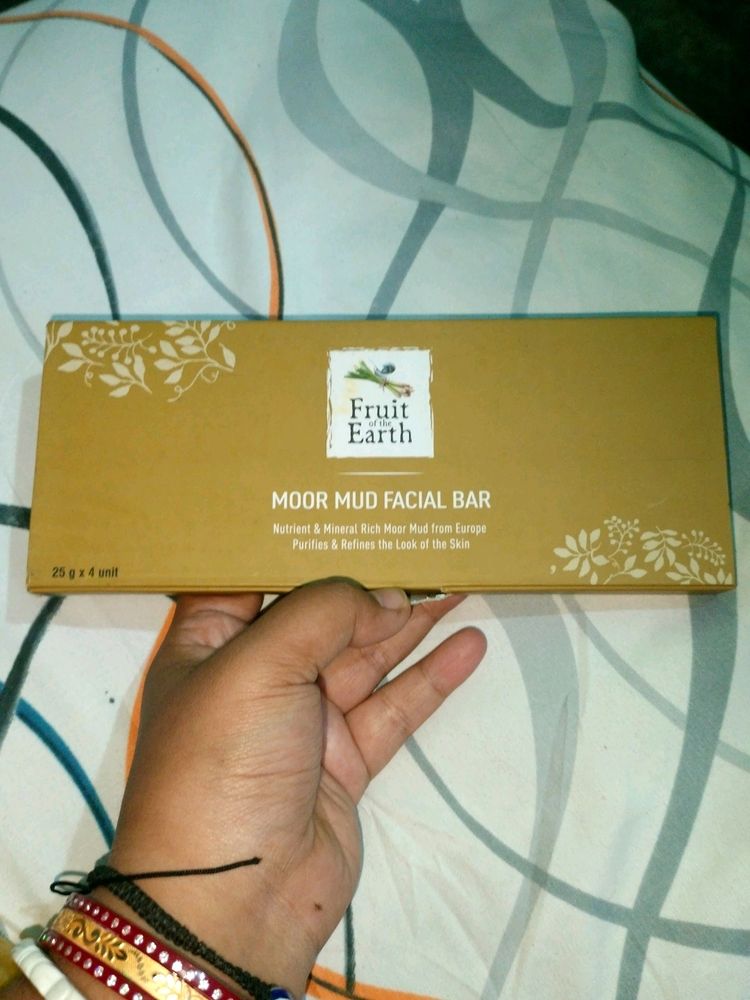 Fruit
of the
Earth
MOOR MUD FACIAL BAR
Nutrient & Mineral Rich Moor Mud from Europe
Purifies & Refines the Look of the Skin
25 g x 4 unit